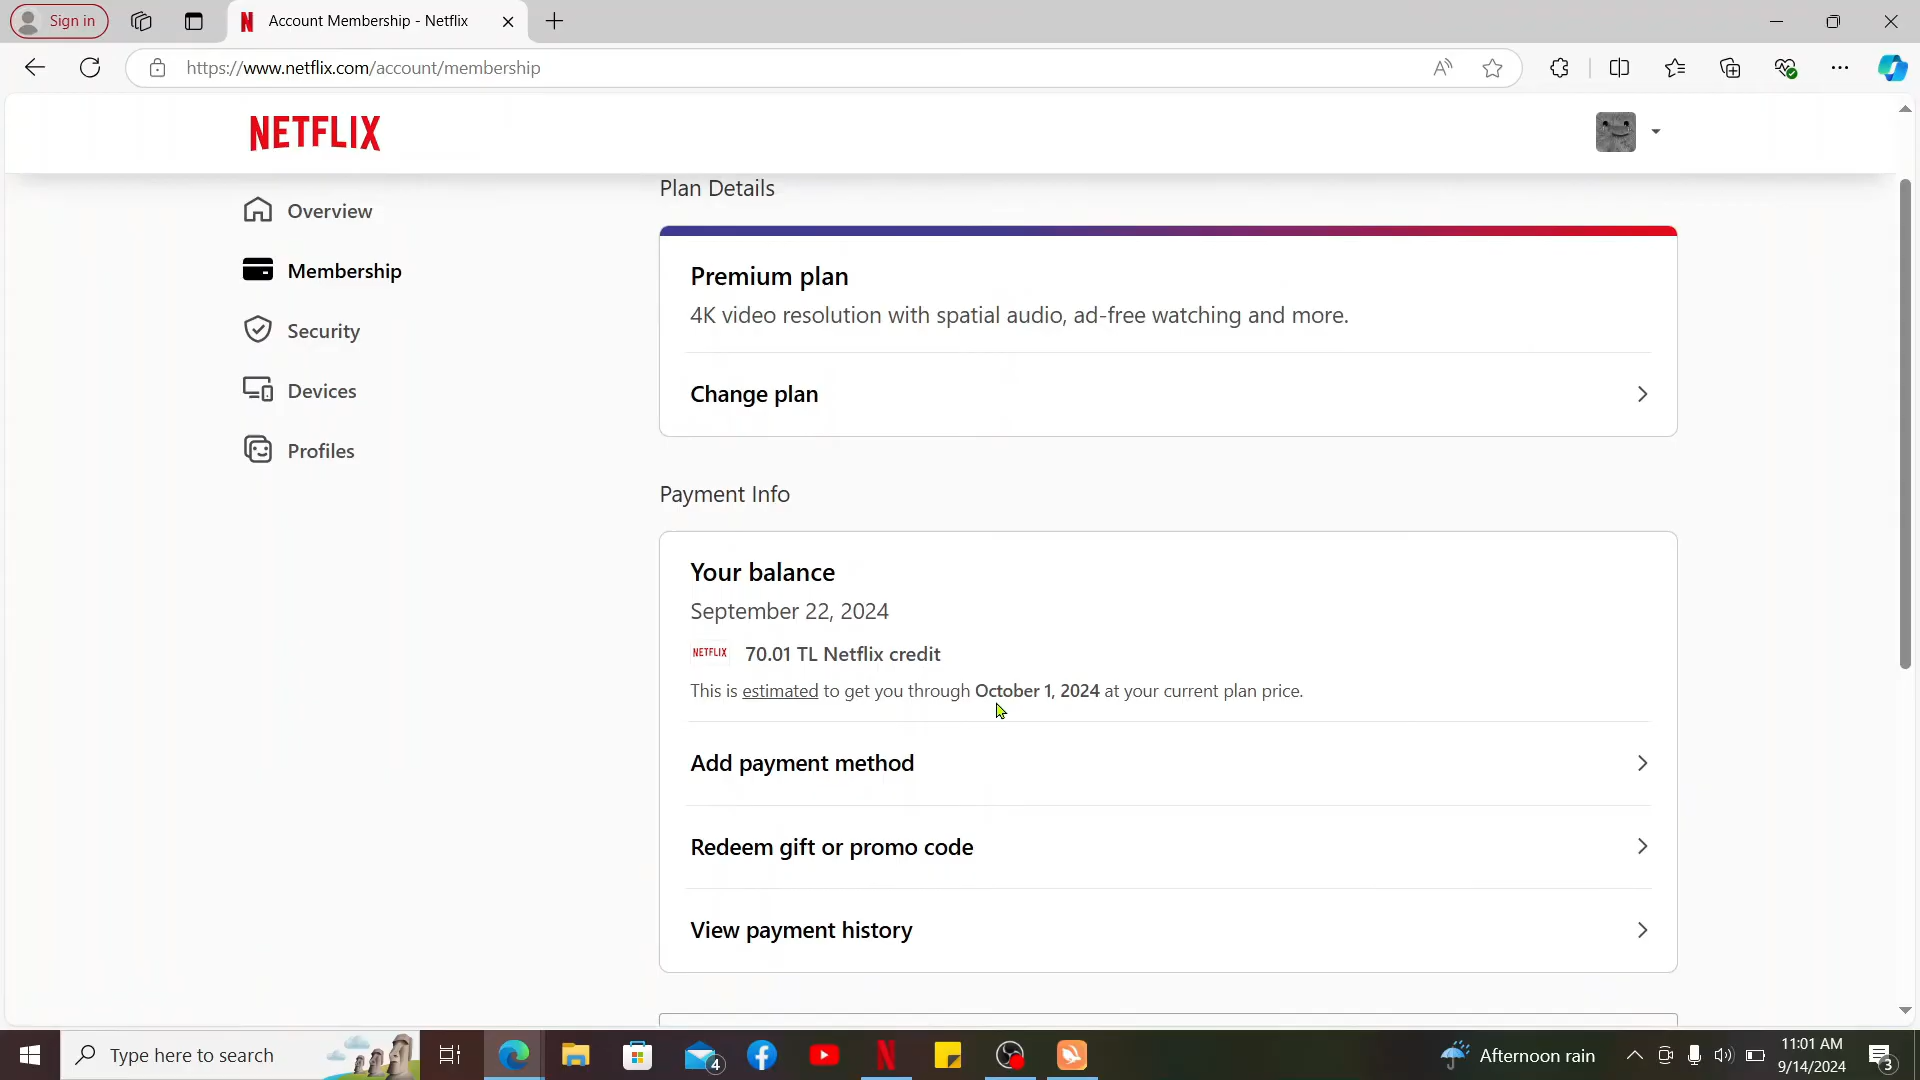 Sign in
Account Membership - Netflix
https://www.netflix.com/account/membership
NETFLIX
Plan Details
Overview
Membership
Security
Devices
Profiles
Premium plan
4K video resolution with spatial audio, ad-free watching and more.
Change plan
Payment Info
Your balance
September 22, 2024
NETFLIX 70.01 TL Netflix credit
This is estimated to get you through October 1, 2024 at your current plan price.
Add payment method
Redeem gift or promo code
View payment history
Type here to search
4
Afternoon rain
11:01 AM
9/14/2024
3